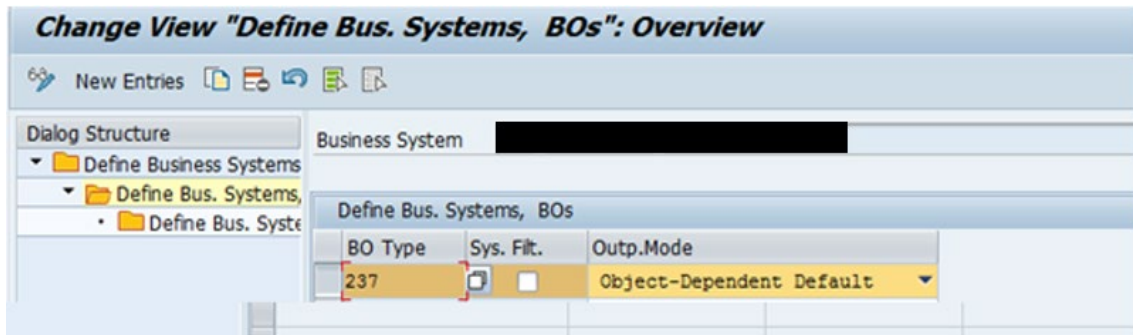 Change View "Define Bus. Systems, BOs": Overview
New Entries
Dialog Structure
Business System
Define Business Systems
Define Bus. Systems,
Define Bus. Syste
Define Bus. Systems, BOs
BO Type Sys. Filt. Outp.Mode
237 Object-Dependent Default